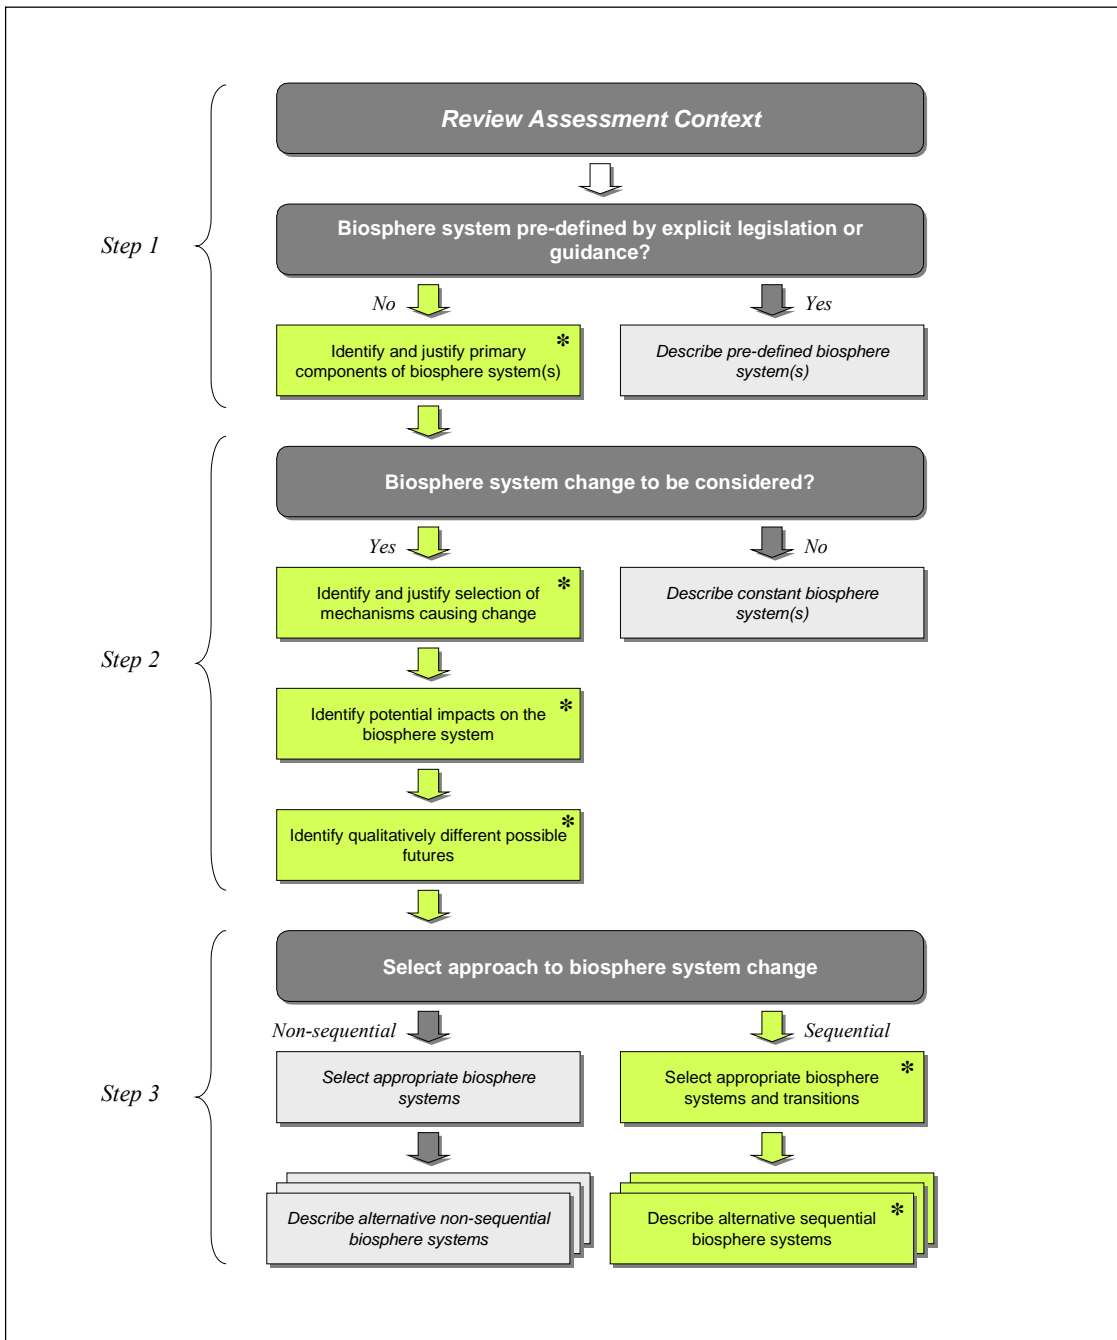 Review Assessment Context
Step 1
Biosphere system pre-defined by explicit legislation or
guidance?
No
Yes
Identify and justify primary
components of biosphere system(s)
*
Describe pre-defined biosphere
system(s)
Step 2
Biosphere system change to be considered?
Yes
No
Identify and justify selection of
mechanisms causing change
*
Describe constant biosphere
system(s)
Identify potential impacts on the
biosphere system
*
Identify qualitatively different possible
futures
*
Step 3
Select approach to biosphere system change
Non-sequential
Sequential
Select appropriate biosphere
systems
Select appropriate biosphere
systems and transitions
*
Describe alternative non-sequential
biosphere systems
Describe alternative sequential
biosphere systems
*